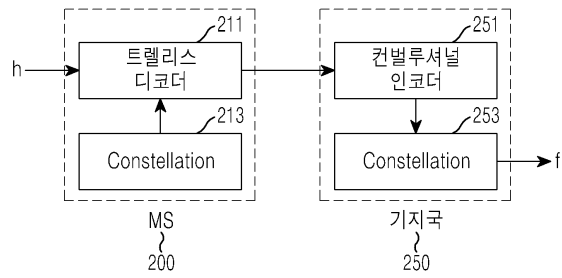 211
251
h
트렐리스
디코더
컨벌루셔널
인코더
213
253
Constellation
Constellation
f
MS
기지국
200
250